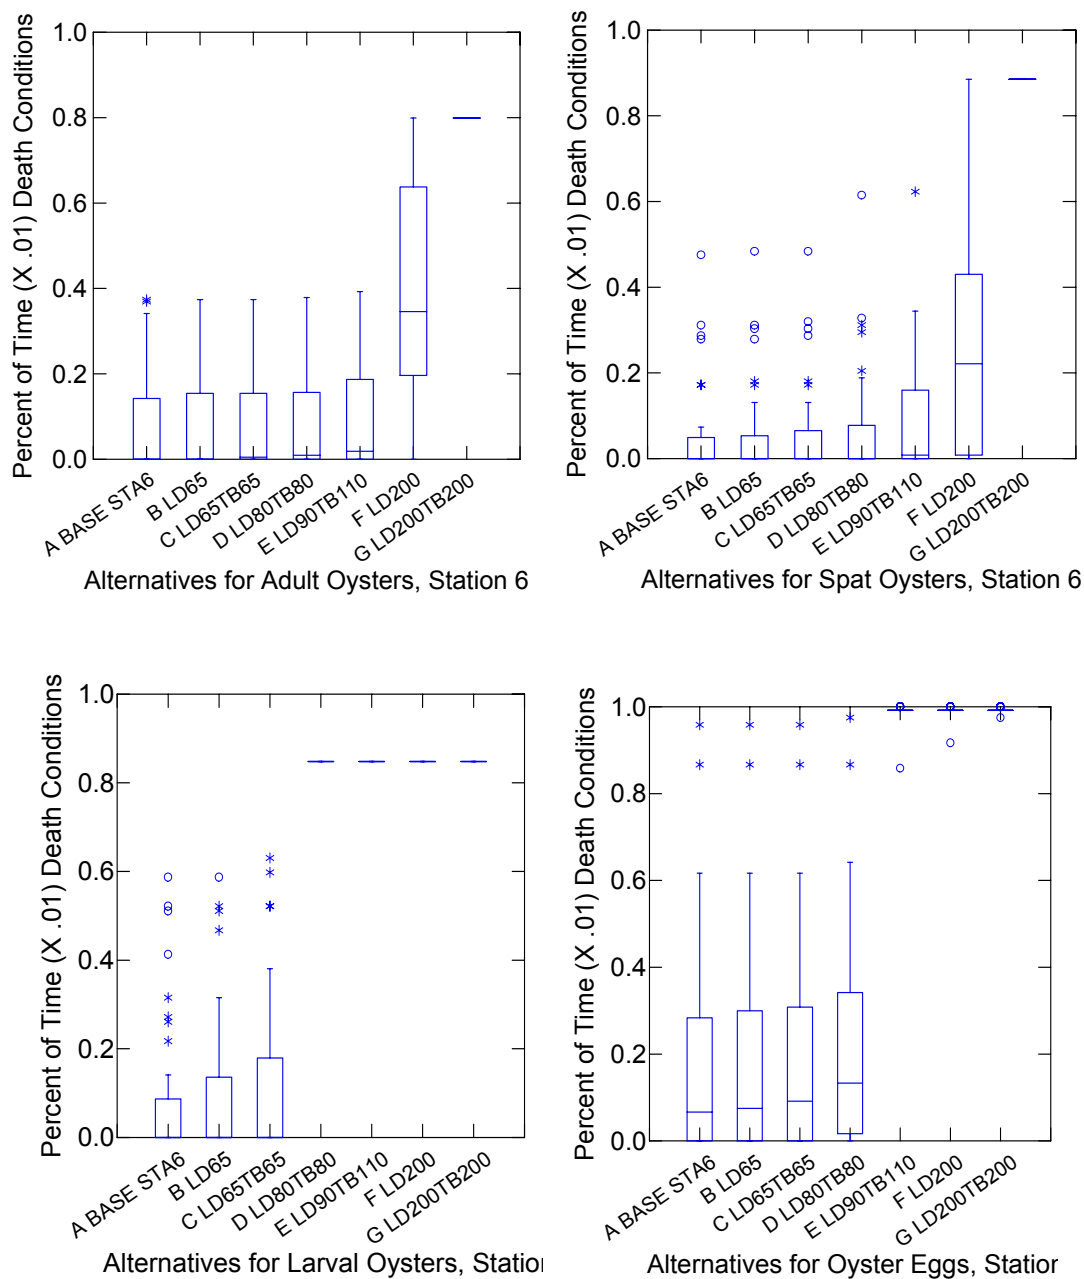 Percent of Time (X .01) Death Conditions
1.0
0.8
0.6
0.4
0.2
0.0
A BASE STA6
B LD65
C LD65TB65
D LD80TB80
E LD90TB110
F LD200
G LD200TB200
Alternatives for Adult Oysters, Station 6
Percent of Time (X .01) Death Conditions
1.0
0.8
0.6
0.4
0.2
0.0
A BASE STA6
B LD65
C LD65TB65
D LD80TB80
E LD90TB110
F LD200
G LD200TB200
Alternatives for Spat Oysters, Station 6
Percent of Time (X .01) Death Conditions
1.0
0.8
0.6
0.4
0.2
0.0
A BASE STA6
B LD65
C LD65TB65
D LD80TB80
E LD90TB110
F LD200
G LD200TB200
Alternatives for Larval Oysters, Station
Percent of Time (X .01) Death Conditions
1.0
0.8
0.6
0.4
0.2
0.0
A BASE STA6
B LD65
C LD65TB65
D LD80TB80
E LD90TB110
F LD200
G LD200TB200
Alternatives for Oyster Eggs, Station